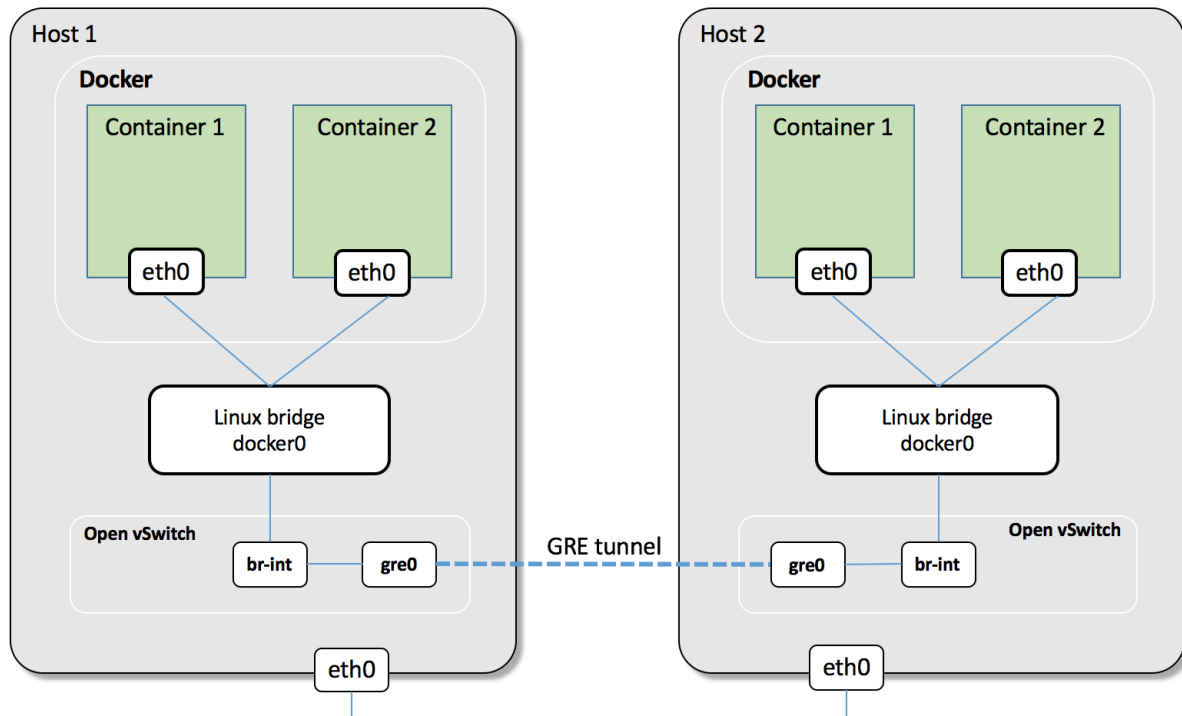 Host 1
Docker
Container 1
Container 2
eth0
eth0
Linux bridge
docker0
Open vSwitch
br-int
gre0
eth0
GRE tunnel
Host 2
Docker
Container 1
Container 2
eth0
eth0
Linux bridge
docker0
Open vSwitch
gre0
br-int
eth0